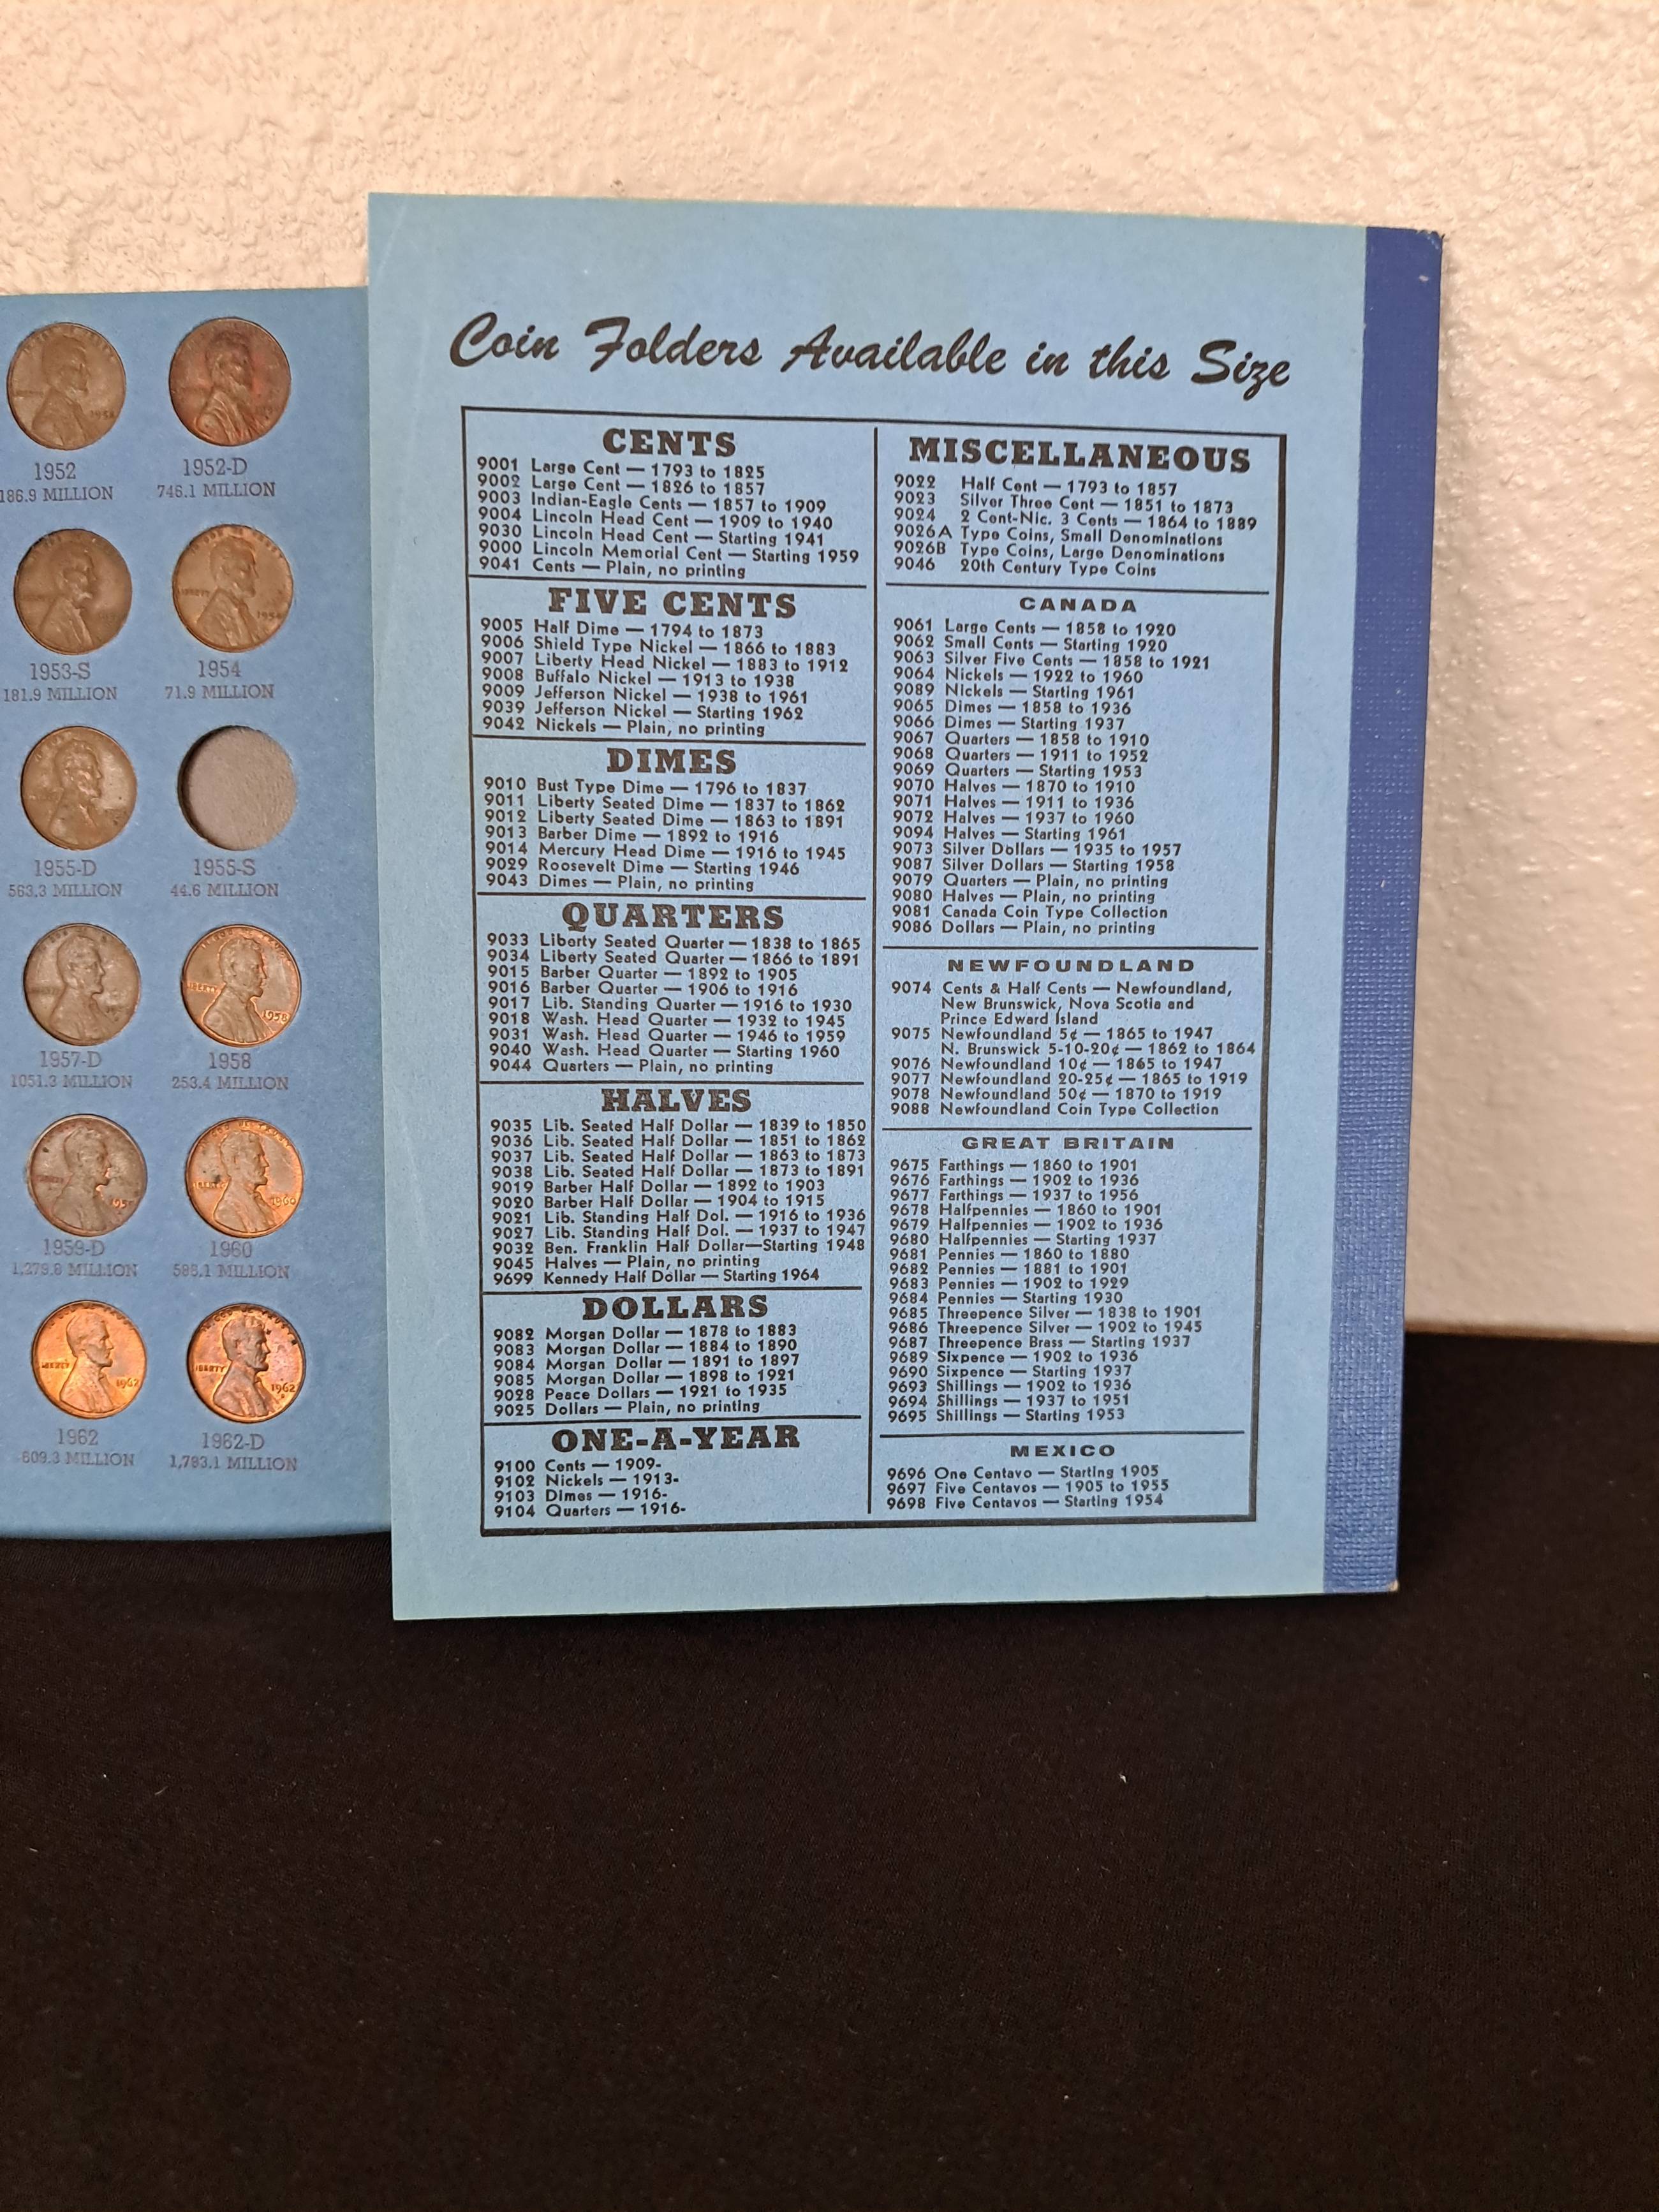 1952
186.9 MILLION
1952-D
746.1 MILLION
1953-S
181.9 MILLION
1954
71.9 MILLION
1955-D
563.3 MILLION
1955-S
44.6 MILLION
1957-D
1051.3 MILLION
1958
253.4 MILLION
1959-D
1,279.8 MILLION
1960
MILLION
1962
609.3 MILLION
1962-D
1,793.1 MILLION
LIBERTY
1958
LIBERTY
1962
LIBERTY
1962
Coin Folders Available in this Size
CENTS
9001 Large Cent — 1793 to 1825
9002 Large Cent — 1826 to 1857
9003 Indian-Eagle Cents — 1857 to 1909
9004 Lincoln Head Cent — 1909 to 1940
9030 Lincoln Head Cent — Starting 1941
9000 Lincoln Memorial Cent — Starting 1959
9041 Cents — Plain, no printing
FIVE CENTS
9005 Half Dime — 1794 to 1873
9006 Shield Type Nickel — 1866 to 1883
9007 Liberty Head Nickel — 1883 to 1912
9008 Buffalo Nickel — 1913 to 1938
9009 Jefferson Nickel — 1938 to 1961
9039 Jefferson Nickel — Starting 1962
9042 Nickels — Plain, no printing
DIMES
9010 Bust Type Dime — 1796 to 1837
9011 Liberty Seated Dime — 1837 to 1862
9012 Liberty Seated Dime — 1863 to 1891
9013 Barber Dime — 1892 to 1916
9014 Mercury Head Dime — 1916 to 1945
9029 Roosevelt Dime — Starting 1946
9043 Dimes — Plain, no printing
QUARTERS
9033 Liberty Seated Quarter — 1838 to 1865
9034 Liberty Seated Quarter — 1866 to 1891
9015 Barber Quarter — 1892 to 1905
9016 Barber Quarter — 1906 to 1916
9017 Lib. Standing Quarter — 1916 to 1930
9018 Wash. Head Quarter — 1932 to 1945
9031 Wash. Head Quarter — 1946 to 1959
9040 Wash. Head Quarter — Starting 1960
9044 Quarters — Plain, no printing
HALVES
9035 Lib. Seated Half Dollar — 1839 to 1850
9036 Lib. Seated Half Dollar — 1851 to 1862
9037 Lib. Seated Half Dollar — 1863 to 1873
9038 Lib. Seated Half Dollar — 1873 to 1891
9019 Barber Half Dollar — 1892 to 1903
9020 Barber Half Dollar — 1904 to 1915
9021 Lib. Standing Half Dol. — 1916 to 1936
9027 Lib. Standing Half Dol. — 1937 to 1947
9032 Ben. Franklin Half Dollar—Starting 1948
9045 Halves — Plain, no printing
9699 Kennedy Half Dollar — Starting 1964
DOLLARS
9082 Morgan Dollar — 1878 to 1883
9083 Morgan Dollar — 1884 to 1890
9084 Morgan Dollar — 1891 to 1897
9085 Morgan Dollar — 1898 to 1921
9028 Peace Dollars — 1921 to 1935
9025 Dollars — Plain, no printing
ONE-A-YEAR
9100 Cents — 1909-
9102 Nickels — 1913-
9103 Dimes — 1916-
9104 Quarters — 1916-
MISCELLANEOUS
9022 Half Cent — 1793 to 1857
9023 Silver Three Cent — 1851 to 1873
9024 2 Cent-Nic. 3 Cents — 1864 to 1889
9026A Type Coins, Small Denominations
9026B Type Coins, Large Denominations
9046 20th Century Type Coins
CANADA
9061 Large Cents — 1858 to 1920
9062 Small Cents — Starting 1920
9063 Silver Five Cents — 1858 to 1921
9064 Nickels — 1922 to 1960
9089 Nickels — Starting 1961
9065 Dimes — 1858 to 1936
9066 Dimes — Starting 1937
9067 Quarters — 1858 to 1910
9068 Quarters — 1911 to 1952
9069 Quarters — Starting 1953
9070 Halves — 1870 to 1910
9071 Halves — 1911 to 1936
9072 Halves — 1937 to 1960
9094 Halves — Starting 1961
9073 Silver Dollars — 1935 to 1957
9087 Silver Dollars — Starting 1958
9079 Quarters — Plain, no printing
9080 Halves — Plain, no printing
9081 Canada Coin Type Collection
9086 Dollars — Plain, no printing
NEWFOUNDLAND
9074 Cents & Half Cents — Newfoundland,
New Brunswick, Nova Scotia and
Prince Edward Island
9075 Newfoundland 5¢ — 1865 to 1947
N. Brunswick 5-10-20¢ — 1862 to 1864
9076 Newfoundland 10¢ — 1865 to 1947
9077 Newfoundland 20-25¢ — 1865 to 1919
9078 Newfoundland 50¢ — 1870 to 1919
9088 Newfoundland Coin Type Collection
GREAT BRITAIN
9675 Farthings — 1860 to 1901
9676 Farthings — 1902 to 1936
9677 Farthings — 1937 to 1956
9678 Halfpennies — 1860 to 1901
9679 Halfpennies — 1902 to 1936
9680 Halfpennies — Starting 1937
9681 Pennies — 1860 to 1880
9682 Pennies — 1881 to 1901
9683 Pennies — 1902 to 1929
9684 Pennies — Starting 1930
9685 Threepence Silver — 1838 to 1901
9686 Threepence Silver — 1902 to 1945
9687 Threepence Brass — Starting 1937
9689 Sixpence — 1902 to 1936
9690 Sixpence — Starting 1937
9693 Shillings — 1902 to 1936
9694 Shillings — 1937 to 1951
9695 Shillings — Starting 1953
MEXICO
9696 One Centavo — Starting 1905
9697 Five Centavos — 1905 to 1955
9698 Five Centavos — Starting 1954